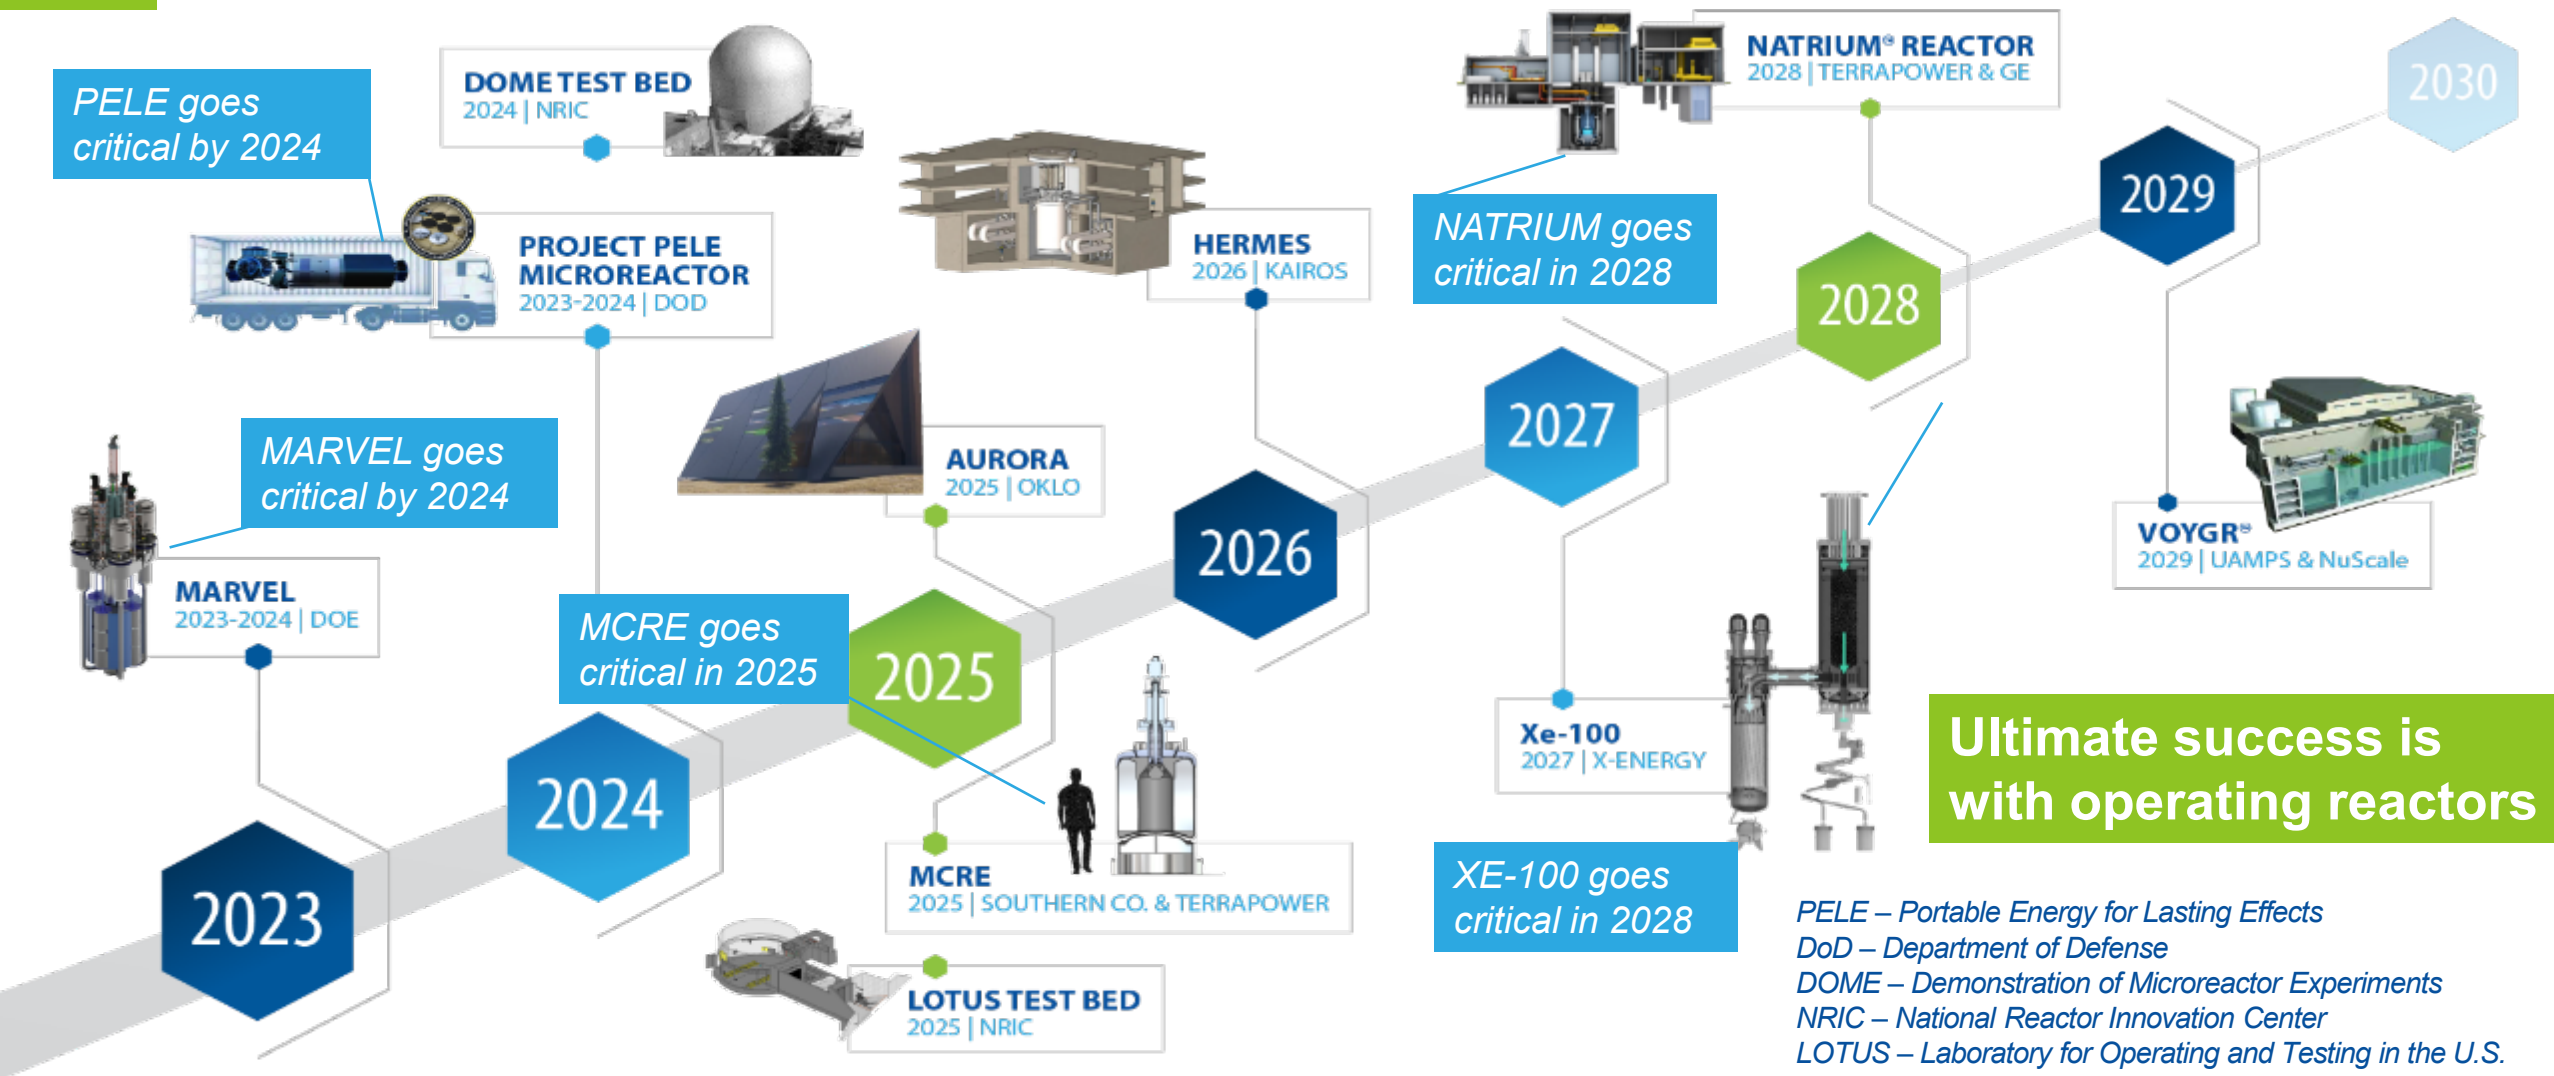 PELE goes
critical by 2024
DOME TEST BED
2024 | NRIC
PROJECT PELE
MICROREACTOR
2023-2024 | DOD
MARVEL goes
critical by 2024
MARVEL
2023-2024 | DOE
HERMES
2026 | KAIROS
AURORA
2025 | OKLO
MCRE goes
critical in 2025
MCRE
2025 | SOUTHERN CO. & TERRAPOWER
LOTUS TEST BED
2025 | NRIC
NATRIUM® REACTOR
2028 | TERRAPOWER & GE
NATRIUM goes
critical in 2028
Xe-100
2027 | X-ENERGY
XE-100 goes
critical in 2028
VOYGR®
2029 | UAMPS & NuScale
2023
2024
2025
2026
2027
2028
2029
2030
Ultimate success is
with operating reactors
PELE – Portable Energy for Lasting Effects
DoD – Department of Defense
DOME – Demonstration of Microreactor Experiments
NRIC – National Reactor Innovation Center
LOTUS – Laboratory for Operating and Testing in the U.S.